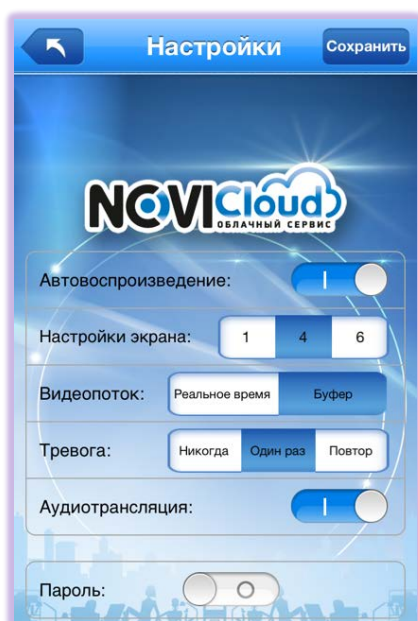 Настройки
Сохранить
NOVIcloud
ОБЛАЧНЫЙ СЕРВИС
Автовоспроизведение:
Настройки экрана: 1 4 6
Видеопоток: Реальное время Буфер
Тревога: Никогда Один раз Повтор
Аудиотрансляция:
Пароль: